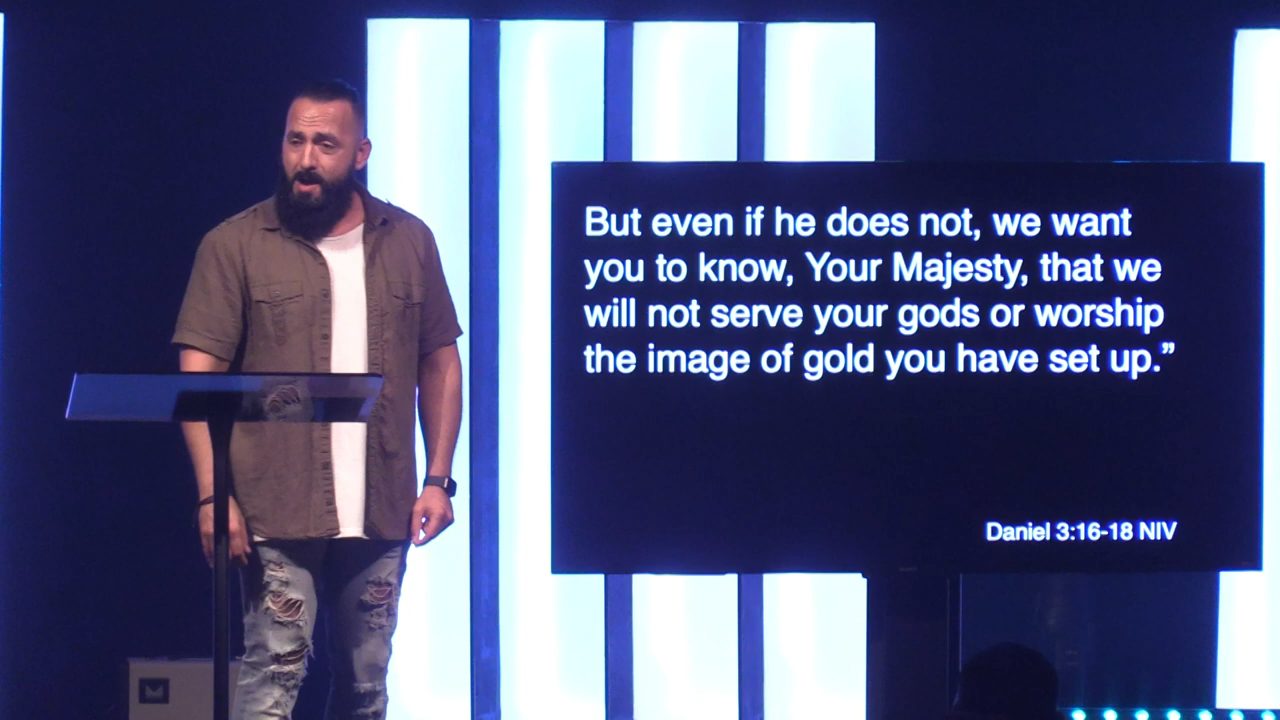 But even if he does not, we want
you to know, Your Majesty, that we
will not serve your gods or worship
the image of gold you have set up.”
Daniel 3:16-18 NIV